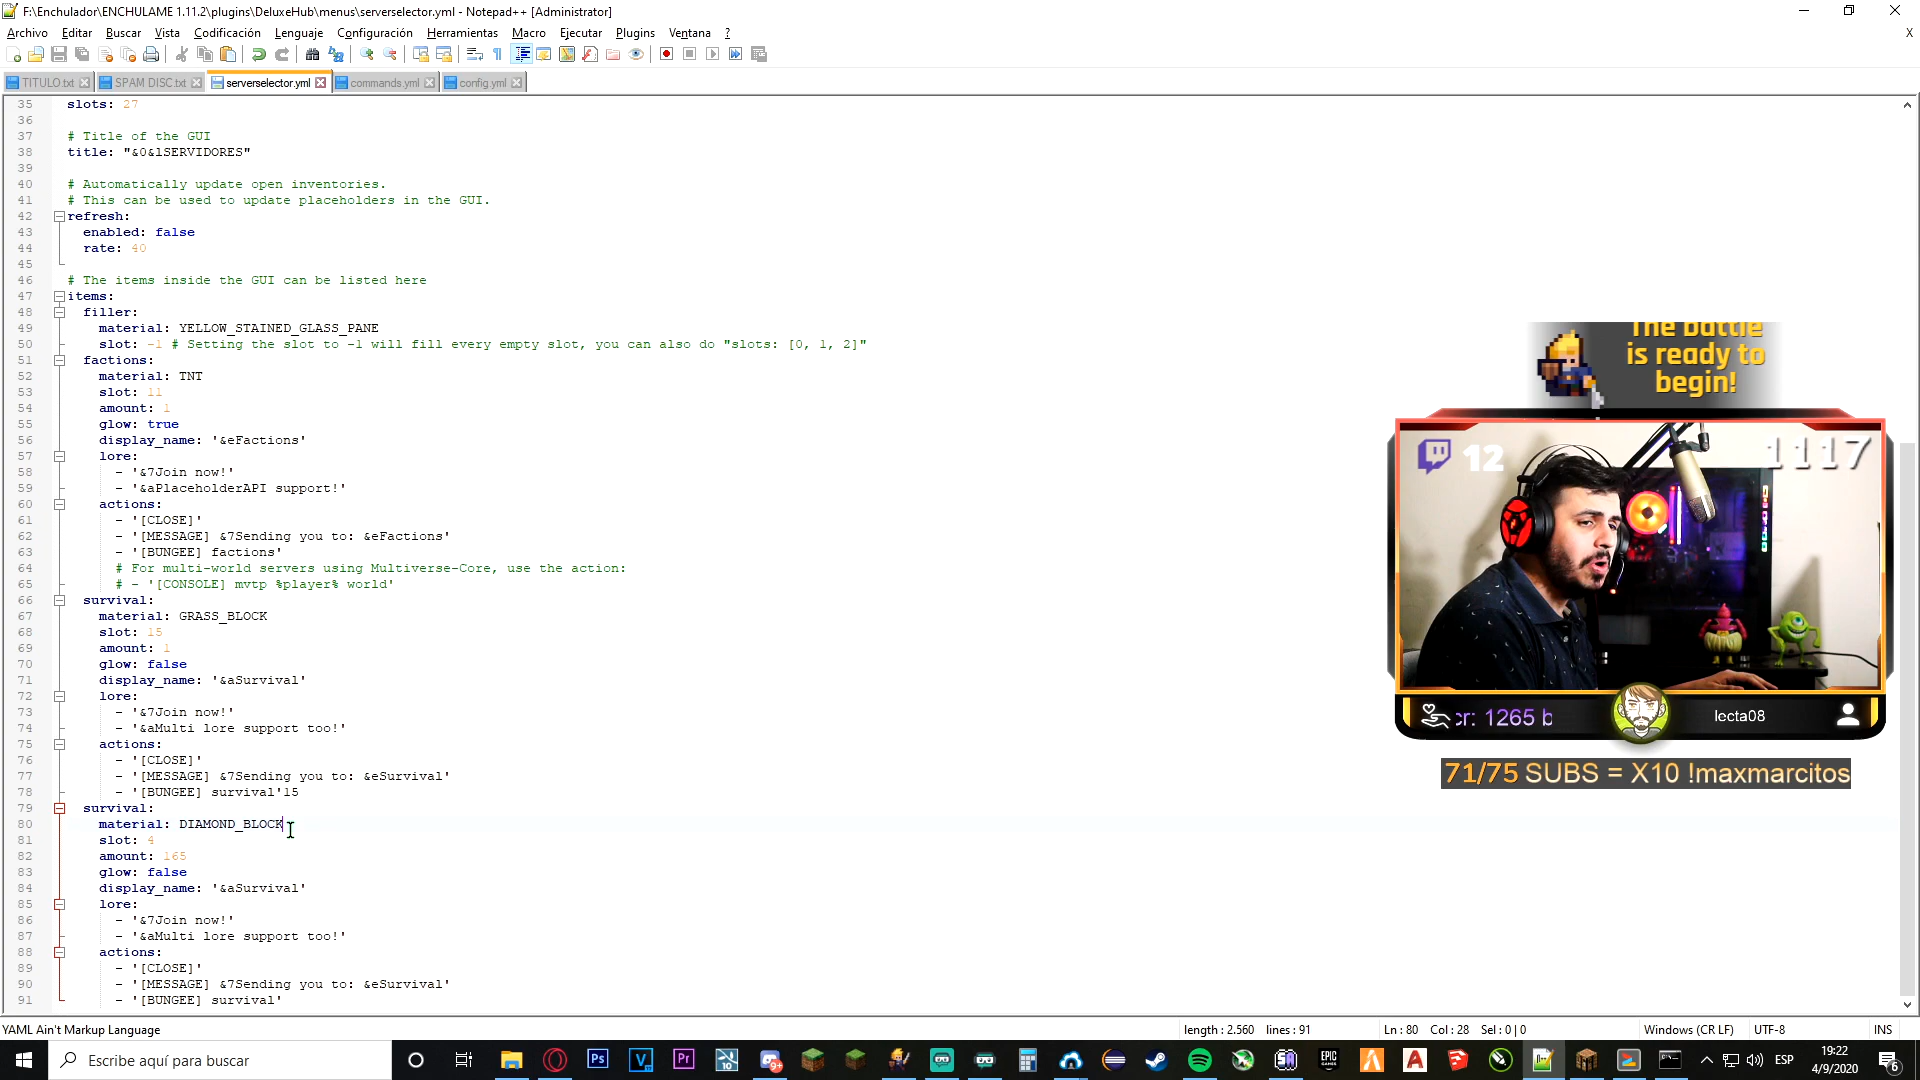 F:\Enchulador\ENCHULAME 1.11.2\plugins\DeluxeHub\menus\serverselector.yml - Notepad++ [Administrator]
Archivo Editar Buscar Vista Codificación Lenguaje Configuración Herramientas Macro Ejecutar Plugins Ventana ? X
TITULO.txt SPAM DISC.txt serverselector.yml commands.yml config.yml
35 slots: 27
36
37 # Title of the GUI
38 title: "&0&lSERVIDORES"
39
40 # Automatically update open inventories.
41 # This can be used to update placeholders in the GUI.
42 refresh:
43 enabled: false
44 rate: 40
45
46 # The items inside the GUI can be listed here
47 items:
48 filler:
49 material: YELLOW_STAINED_GLASS_PANE
50 slot: -1 # Setting the slot to -1 will fill every empty slot, you can also do "slots: [0, 1, 2]"
51 factions:
52 material: TNT
53 slot: 11
54 amount: 1
55 glow: true
56 display_name: '&eFactions'
57 lore:
58 - '&7Join now!'
59 - '&aPlaceholderAPI support!'
60 actions:
61 - '[CLOSE]'
62 - '[MESSAGE] &7Sending you to: &eFactions'
63 - '[BUNGEE] factions'
64 # For multi-world servers using Multiverse-Core, use the action:
65 # - '[CONSOLE] mvtp %player% world'
66 survival:
67 material: GRASS_BLOCK
68 slot: 15
69 amount: 1
70 glow: false
71 display_name: '&aSurvival'
72 lore:
73 - '&7Join now!'
74 - '&aMulti lore support too!'
75 actions:
76 - '[CLOSE]'
77 - '[MESSAGE] &7Sending you to: &eSurvival'
78 - '[BUNGEE] survival'15
79 survival:
80 material: DIAMOND_BLOCK
81 slot: 4
82 amount: 165
83 glow: false
84 display_name: '&aSurvival'
85 lore:
86 - '&7Join now!'
87 - '&aMulti lore support too!'
88 actions:
89 - '[CLOSE]'
90 - '[MESSAGE] &7Sending you to: &eSurvival'
91 - '[BUNGEE] survival'
The battle
is ready to
begin!
12 1117
cr: 1265 b lecta08
71/75 SUBS = X10 !maxmarcitos
YAML Ain't Markup Language length : 2.560 lines : 91 Ln : 80 Col : 28 Sel : 0 | 0 Windows (CR LF) UTF-8 INS
Escribe aquí para buscar
Ps V Pr 10 9+ EPIC GAMES A
ESP
19:22
4/9/2020
6